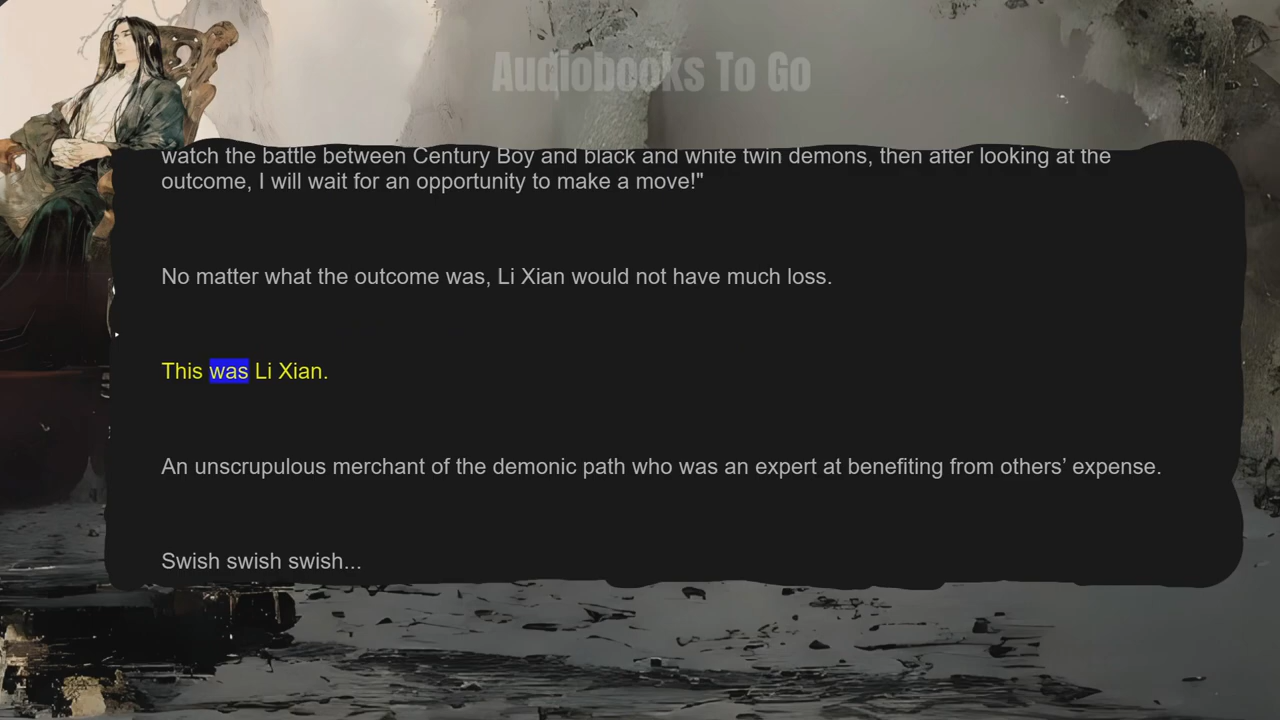 Audiobooks To Go
watch the battle between Century Boy and black and white twin demons, then after looking at the
outcome, I will wait for an opportunity to make a move!"
No matter what the outcome was, Li Xian would not have much loss.
This was Li Xian.
An unscrupulous merchant of the demonic path who was an expert at benefiting from others’ expense.
Swish swish swish...